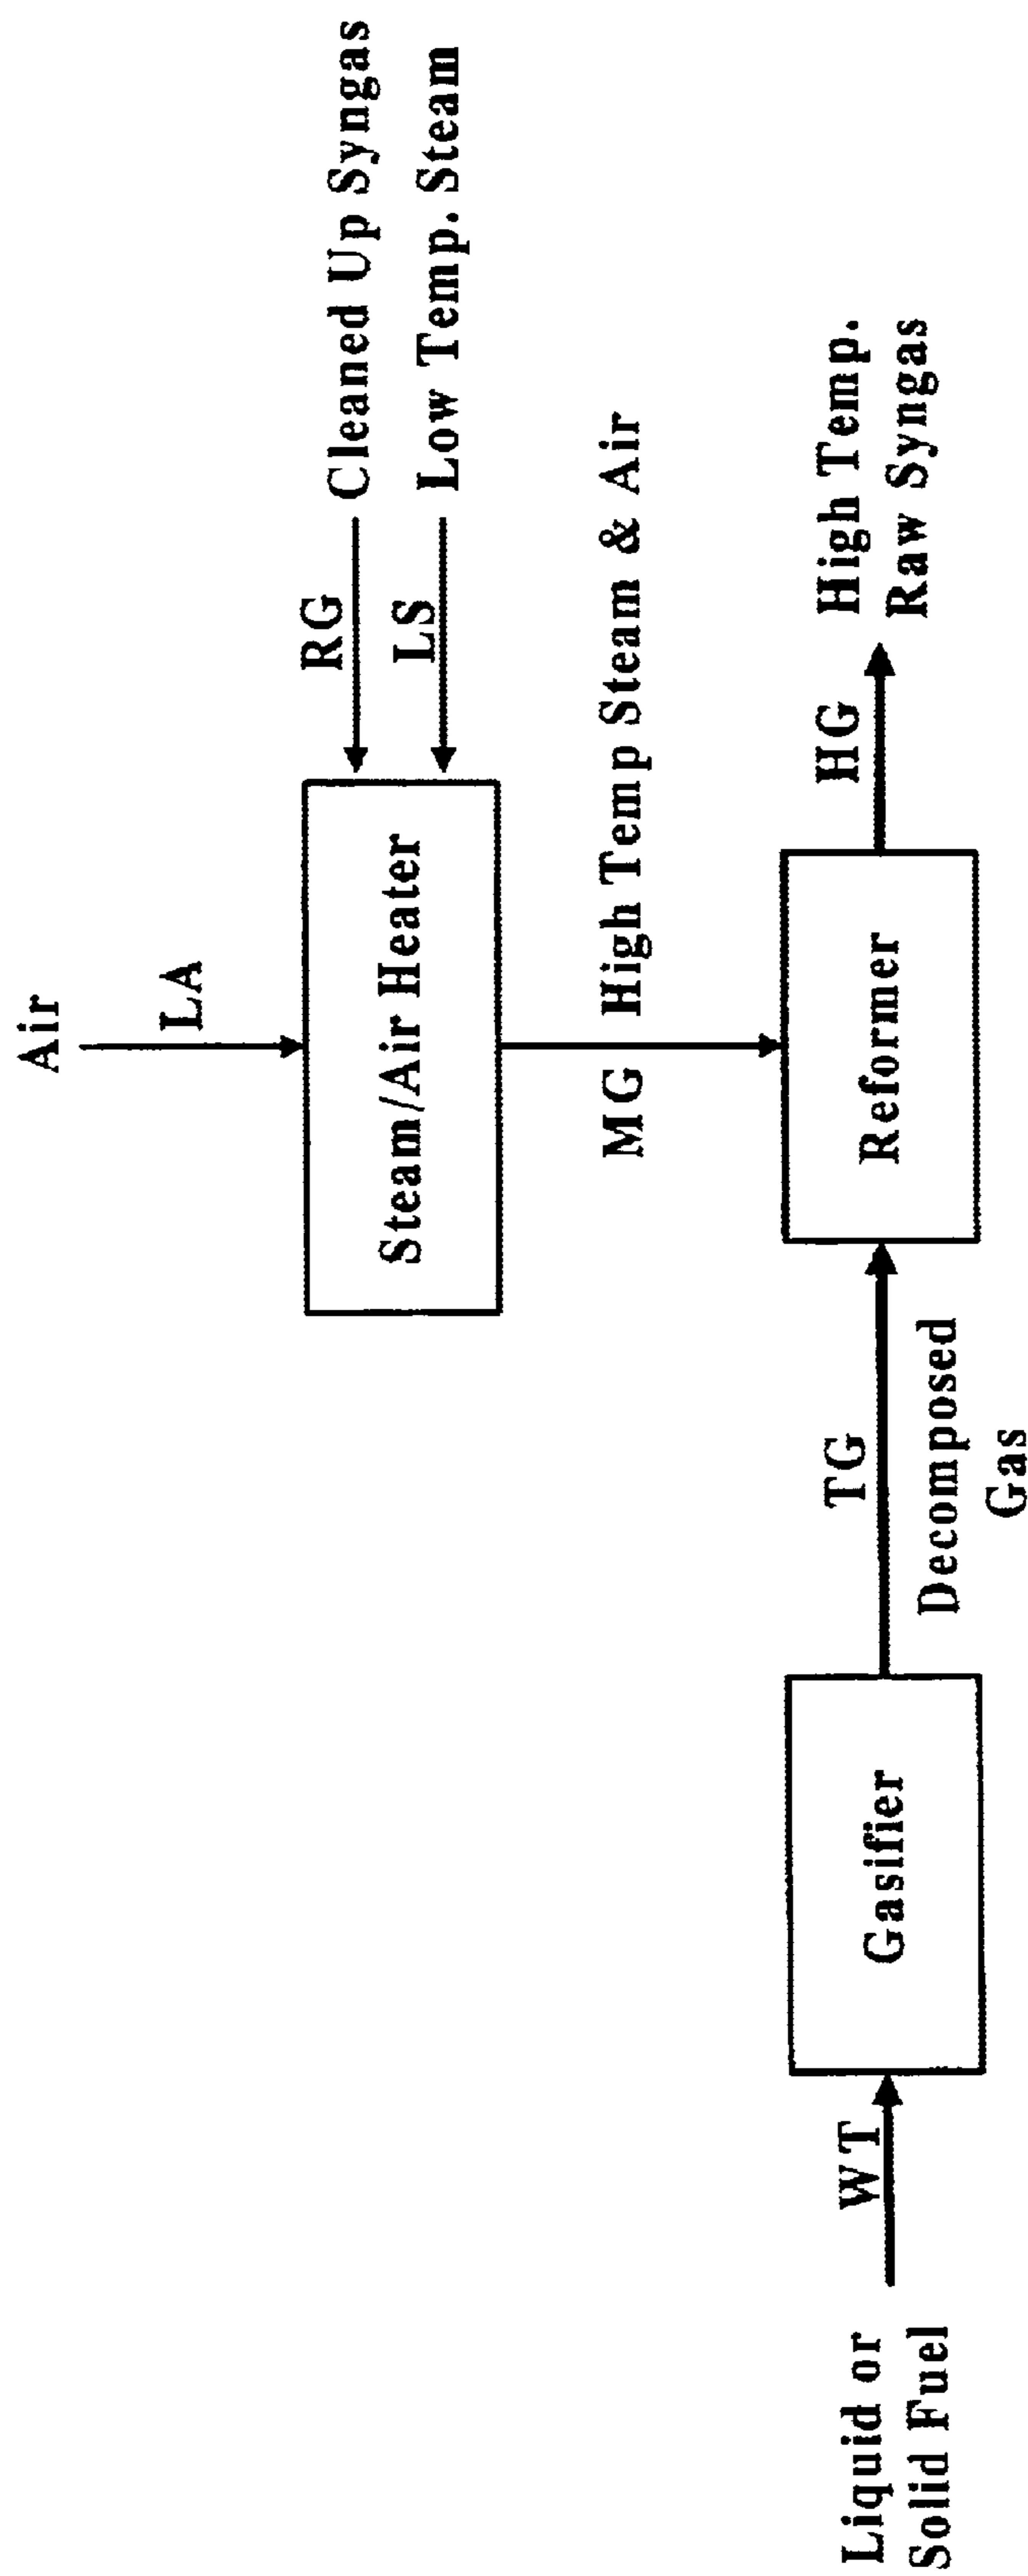 Air
LA
RG
Cleaned Up Syngas
LS
Low Temp. Steam
Steam/Air Heater
MG
High Temp Steam & Air
Liquid or
Solid Fuel
WT
Gasifier
TG
Decomposed
Gas
Reformer
HG
High Temp.
Raw Syngas